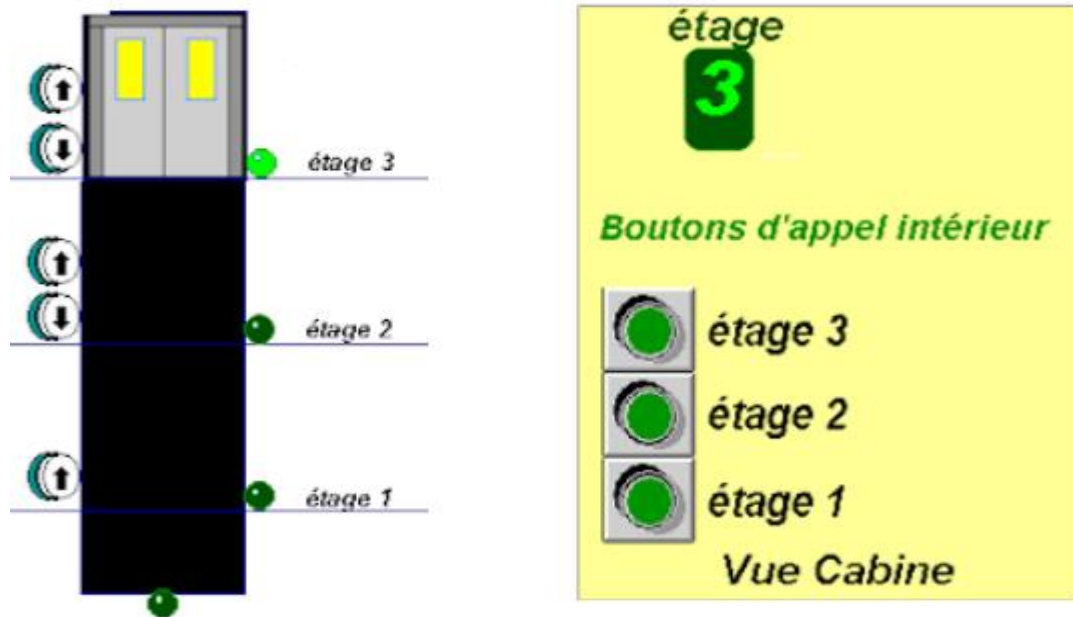 étage 3
étage 2
étage 1
étage
3
Boutons d'appel intérieur
étage 3
étage 2
étage 1
Vue Cabine